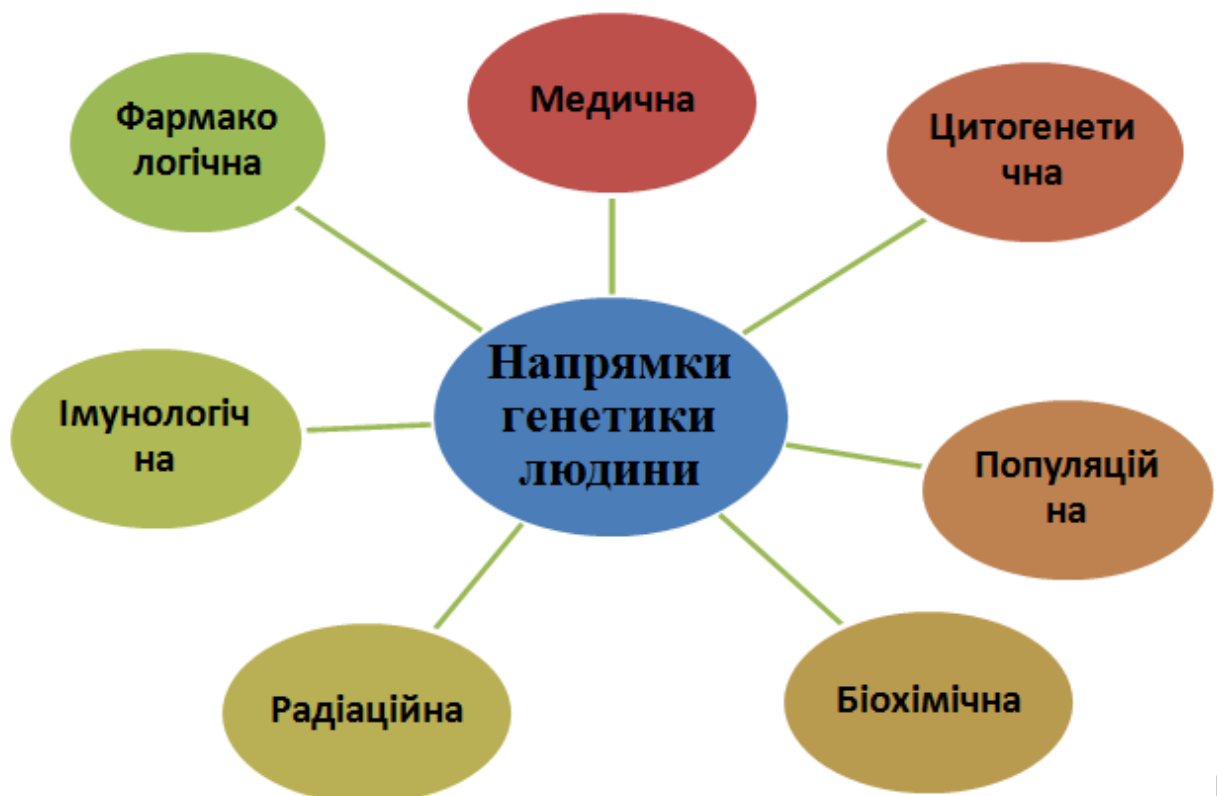 Медична
Фармако
логічна
Цитогенети
чна
Напрямки
генетики
людини
Імунологіч
на
Популяцій
на
Радіаційна
Біохімічна